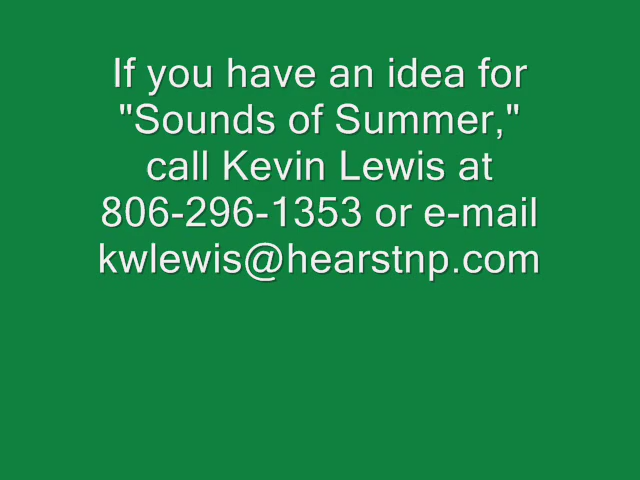 If you have an idea for
"Sounds of Summer,"
call Kevin Lewis at
806-296-1353 or e-mail
kwlewis@hearstnp.com